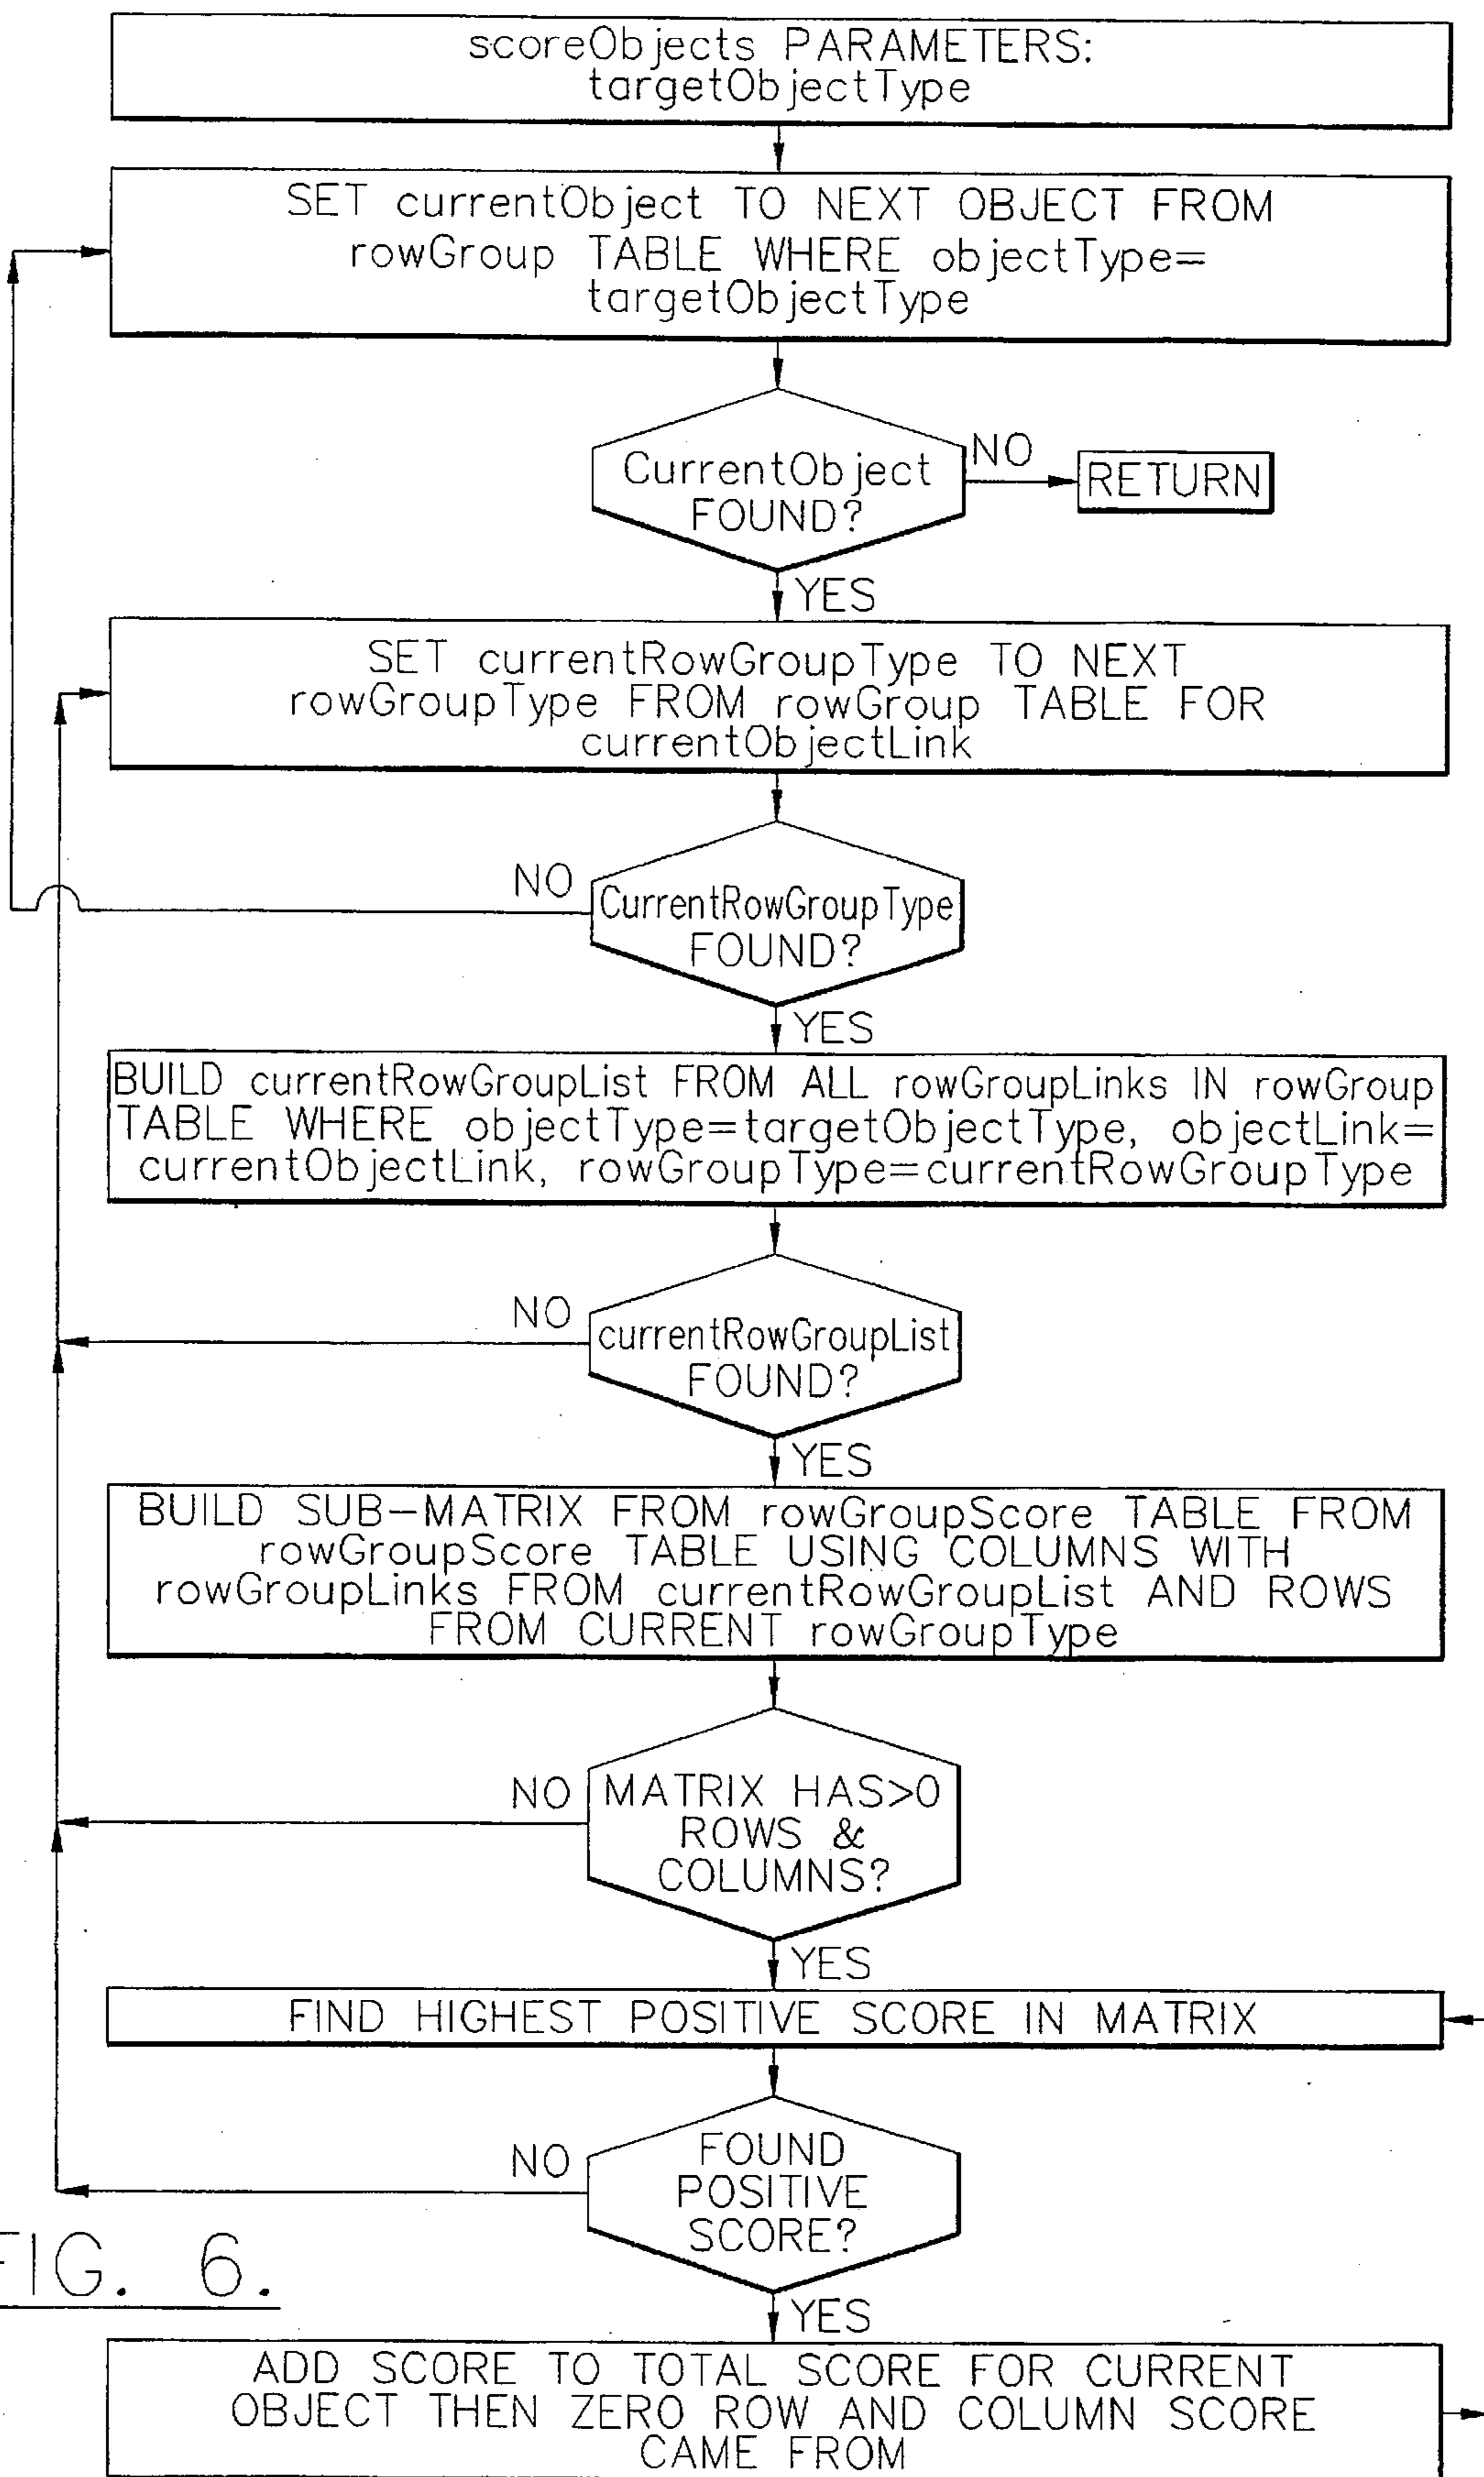 scoreObjects PARAMETERS:
targetObjectType
SET currentObject TO NEXT OBJECT FROM
rowGroup TABLE WHERE objectType=
targetObjectType
CurrentObject
FOUND?
NO
RETURN
YES
SET currentRowGroupType TO NEXT
rowGroupType FROM rowGroup TABLE FOR
currentObjectLink
NO
CurrentRowGroupType
FOUND?
YES
BUILD currentRowGroupList FROM ALL rowGroupLinks IN rowGroup
TABLE WHERE objectType=targetObjectType, objectLink=
currentObjectLink, rowGroupType=currentRowGroupType
NO
currentRowGroupList
FOUND?
YES
BUILD SUB-MATRIX FROM rowGroupScore TABLE FROM
rowGroupScore TABLE USING COLUMNS WITH
rowGroupLinks FROM currentRowGroupList AND ROWS
FROM CURRENT rowGroupType
NO
MATRIX HAS>0
ROWS &
COLUMNS?
YES
FIND HIGHEST POSITIVE SCORE IN MATRIX
NO
FOUND
POSITIVE
SCORE?
YES
FIG. 6.
ADD SCORE TO TOTAL SCORE FOR CURRENT
OBJECT THEN ZERO ROW AND COLUMN SCORE
CAME FROM